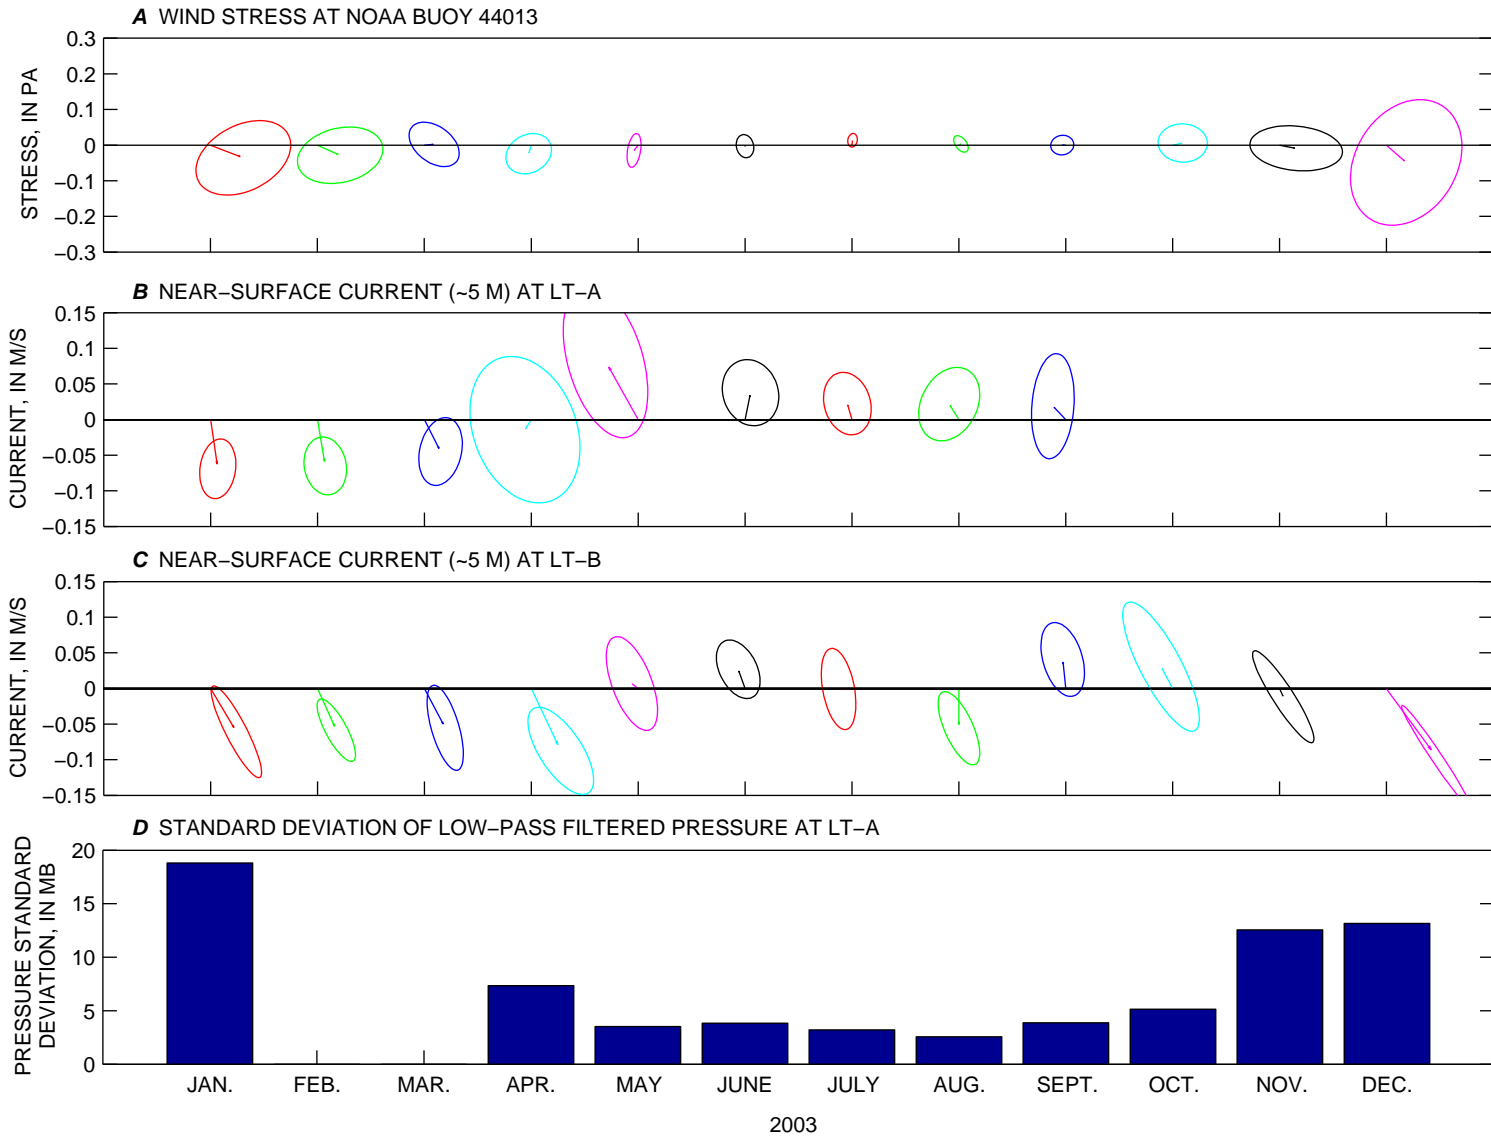 A WIND STRESS AT NOAA BUOY 44013
STRESS, IN PA
0.3
0.2
0.1
0
−0.1
−0.2
−0.3
B NEAR−SURFACE CURRENT (~5 M) AT LT−A
CURRENT, IN M/S
0.15
0.1
0.05
0
−0.05
−0.1
−0.15
C NEAR−SURFACE CURRENT (~5 M) AT LT−B
CURRENT, IN M/S
0.15
0.1
0.05
0
−0.05
−0.1
−0.15
D STANDARD DEVIATION OF LOW−PASS FILTERED PRESSURE AT LT−A
PRESSURE STANDARD
DEVIATION, IN MB
20
15
10
5
0
JAN. FEB. MAR. APR. MAY JUNE JULY AUG. SEPT. OCT. NOV. DEC.
2003